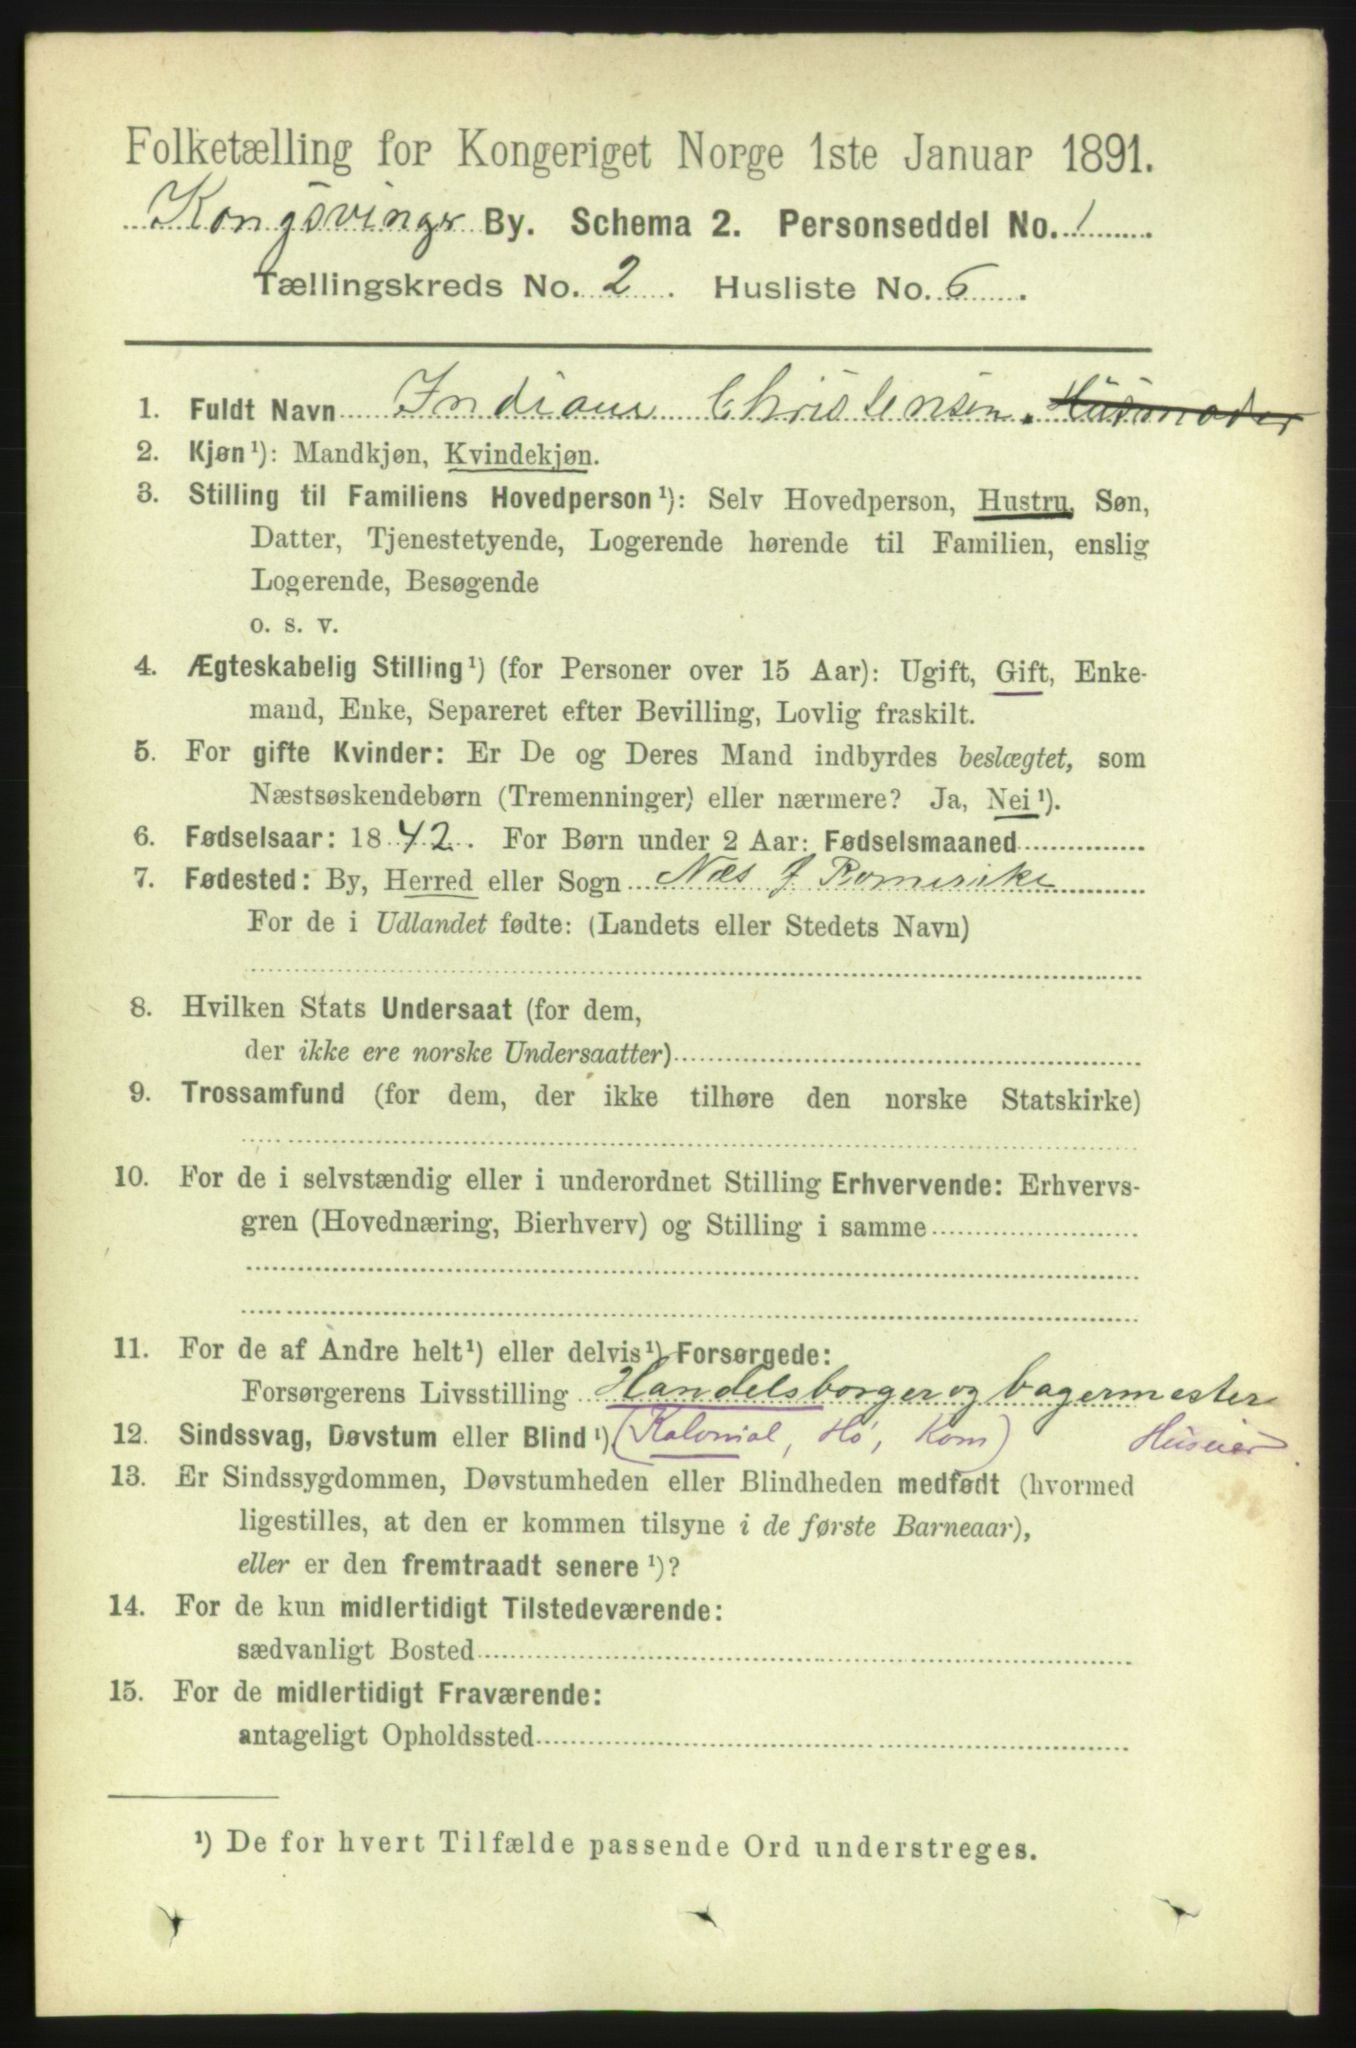 Folketælling for Kongeriget Norge 1ste Januar 1891.
Kongsvinger By. Schema 2. Personseddel No. 1
Tællingskreds No. 2. Husliste No. 6.
1. Fuldt Navn Indiane Christensen. Husmoder
2. Kjøn¹): Mandkjøn, Kvindekjøn.
3. Stilling til Familiens Hovedperson¹): Selv Hovedperson, Hustru, Søn,
Datter, Tjenestetyende, Logerende hørende til Familien, enslig
Logerende, Besøgende
o. s. v.
4. Ægteskabelig Stilling¹) (for Personer over 15 Aar): Ugift, Gift, Enke-
mand, Enke, Separeret efter Bevilling, Lovlig fraskilt.
5. For gifte Kvinder: Er De og Deres Mand indbyrdes beslægtet, som
Næstsøskendebørn (Tremenninger) eller nærmere? Ja, Nei¹).
6. Fødselsaar: 1842. For Børn under 2 Aar: Fødselsmaaned
7. Fødested: By, Herred eller Sogn Næs J Romerike
For de i Udlandet fødte: (Landets eller Stedets Navn)
8. Hvilken Stats Undersaat (for dem,
der ikke ere norske Undersaatter)
9. Trossamfund (for dem, der ikke tilhøre den norske Statskirke)
10. For de i selvstændig eller i underordnet Stilling Erhvervende: Erhvervs-
gren (Hovednæring, Bierhverv) og Stilling i samme
11. For de af Andre helt¹) eller delvis¹) Forsørgede:
Forsørgerens Livsstilling Handelsborger og bagermester
12. Sindssvag, Døvstum eller Blind¹) (Kolonial, Hö, Korn) Huseier.
13. Er Sindssygdommen, Døvstumheden eller Blindheden medfødt (hvormed
ligestilles, at den er kommen tilsyne i de første Barneaar),
eller er den fremtraadt senere¹)?
14. For de kun midlertidigt Tilstedeværende:
sædvanligt Bosted
15. For de midlertidigt Fraværende:
antageligt Opholdssted
¹) De for hvert Tilfælde passende Ord understreges.